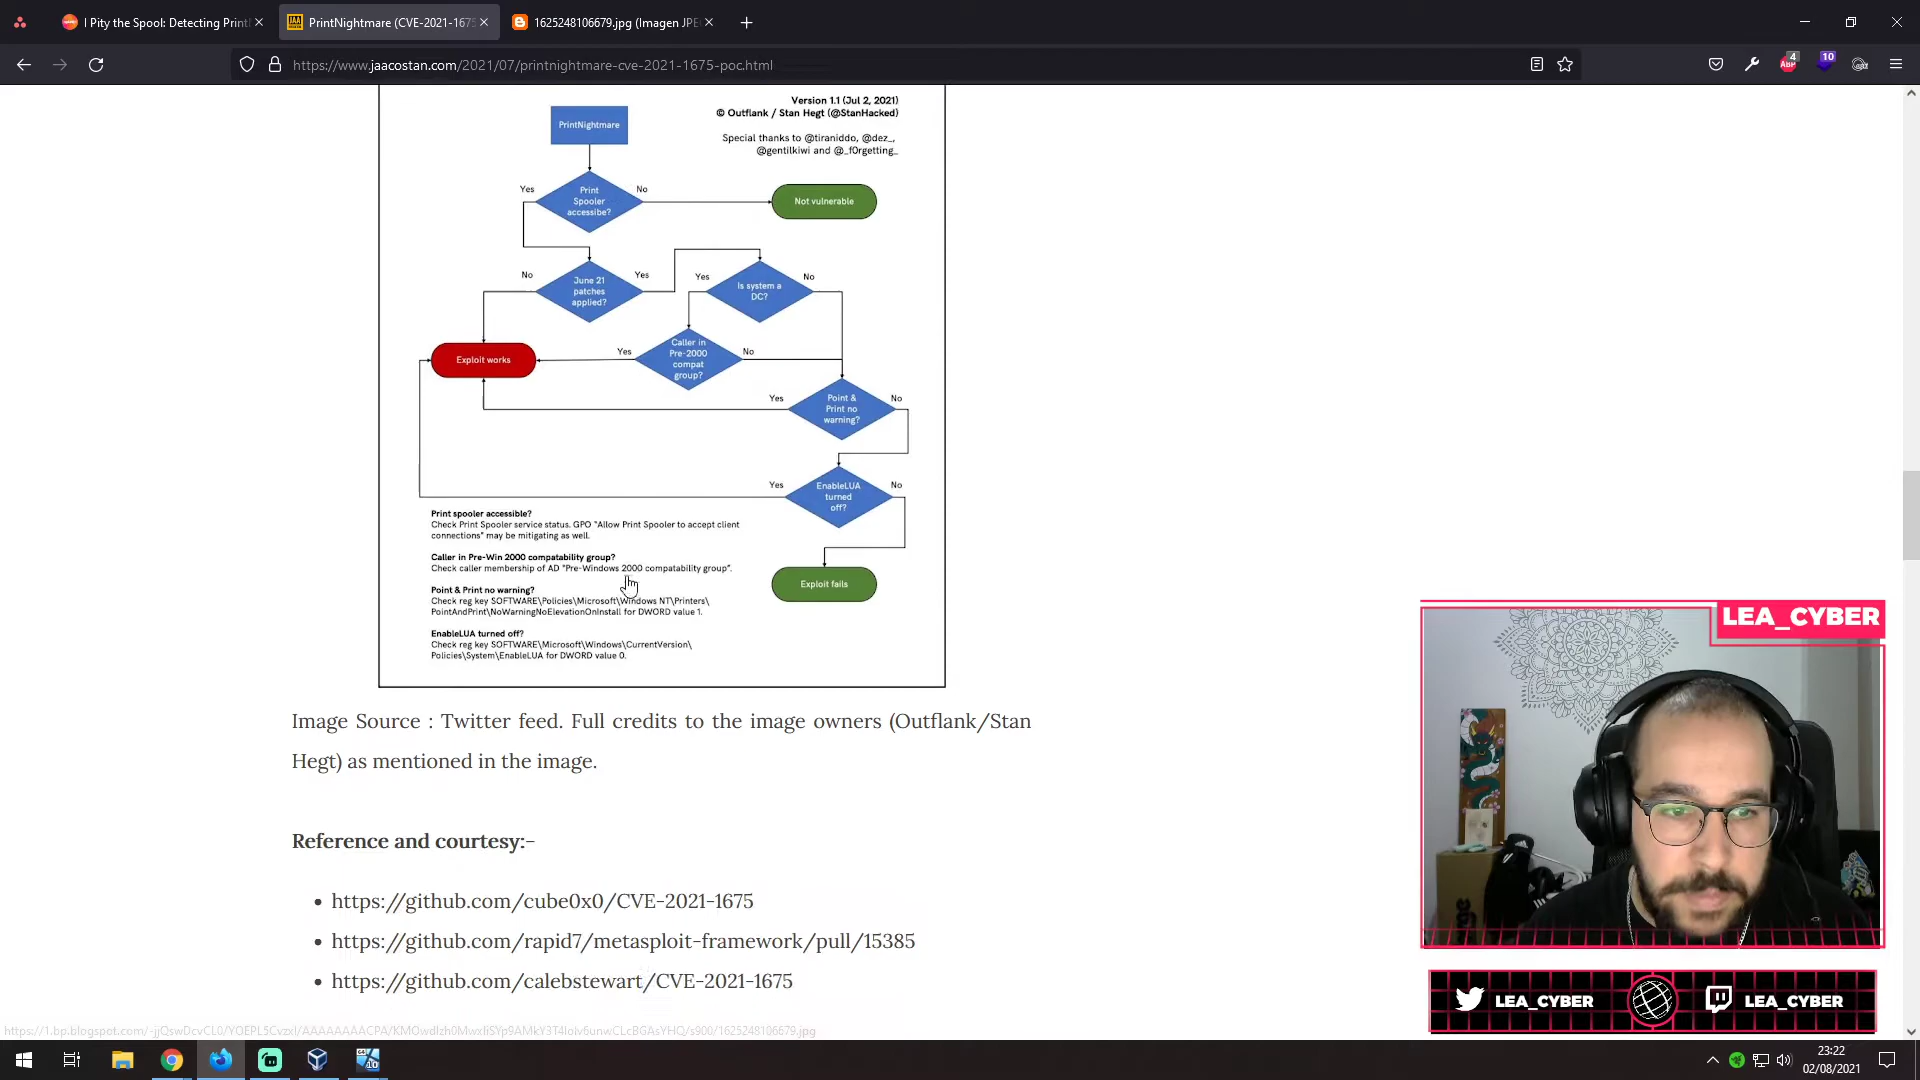 I Pity the Spool: Detecting Print
PrintNightmare (CVE-2021-1675
1625248106679.jpg (Imagen JPE
https://www.jaacostan.com/2021/07/printnightmare-cve-2021-1675-poc.html
4
10
Version 1.1 (Jul 2, 2021)
© Outflank / Stan Hegt (@StanHacked)
Special thanks to @tiraniddo, @dez_,
@gentilkiwi and @_f0rgetting_
PrintNightmare
Yes
Print
Spooler
accessibe?
No
Not vulnerable
No
June 21
patches
applied?
Yes
Yes
Is system a
DC?
No
Exploit works
Yes
Caller in
Pre-2000
compat
group?
No
Yes
Point &
Print no
warning?
No
Yes
EnableLUA
turned
off?
No
Exploit fails
Print spooler accessible?
Check Print Spooler service status. GPO "Allow Print Spooler to accept client
connections" may be mitigating as well.
Caller in Pre-Win 2000 compatability group?
Check caller membership of AD "Pre-Windows 2000 compatability group".
Point & Print no warning?
Check reg key SOFTWARE\Policies\Microsoft\Windows NT\Printers\
PointAndPrint\NoWarningNoElevationOnInstall for DWORD value 1.
EnableLUA turned off?
Check reg key SOFTWARE\Microsoft\Windows\CurrentVersion\
Policies\System\EnableLUA for DWORD value 0.
Image Source : Twitter feed. Full credits to the image owners (Outflank/Stan
Hegt) as mentioned in the image.
Reference and courtesy:-
• https://github.com/cube0x0/CVE-2021-1675
• https://github.com/rapid7/metasploit-framework/pull/15385
• https://github.com/calebstewart/CVE-2021-1675
LEA_CYBER
LEA_CYBER
LEA_CYBER
23:22
02/08/2021